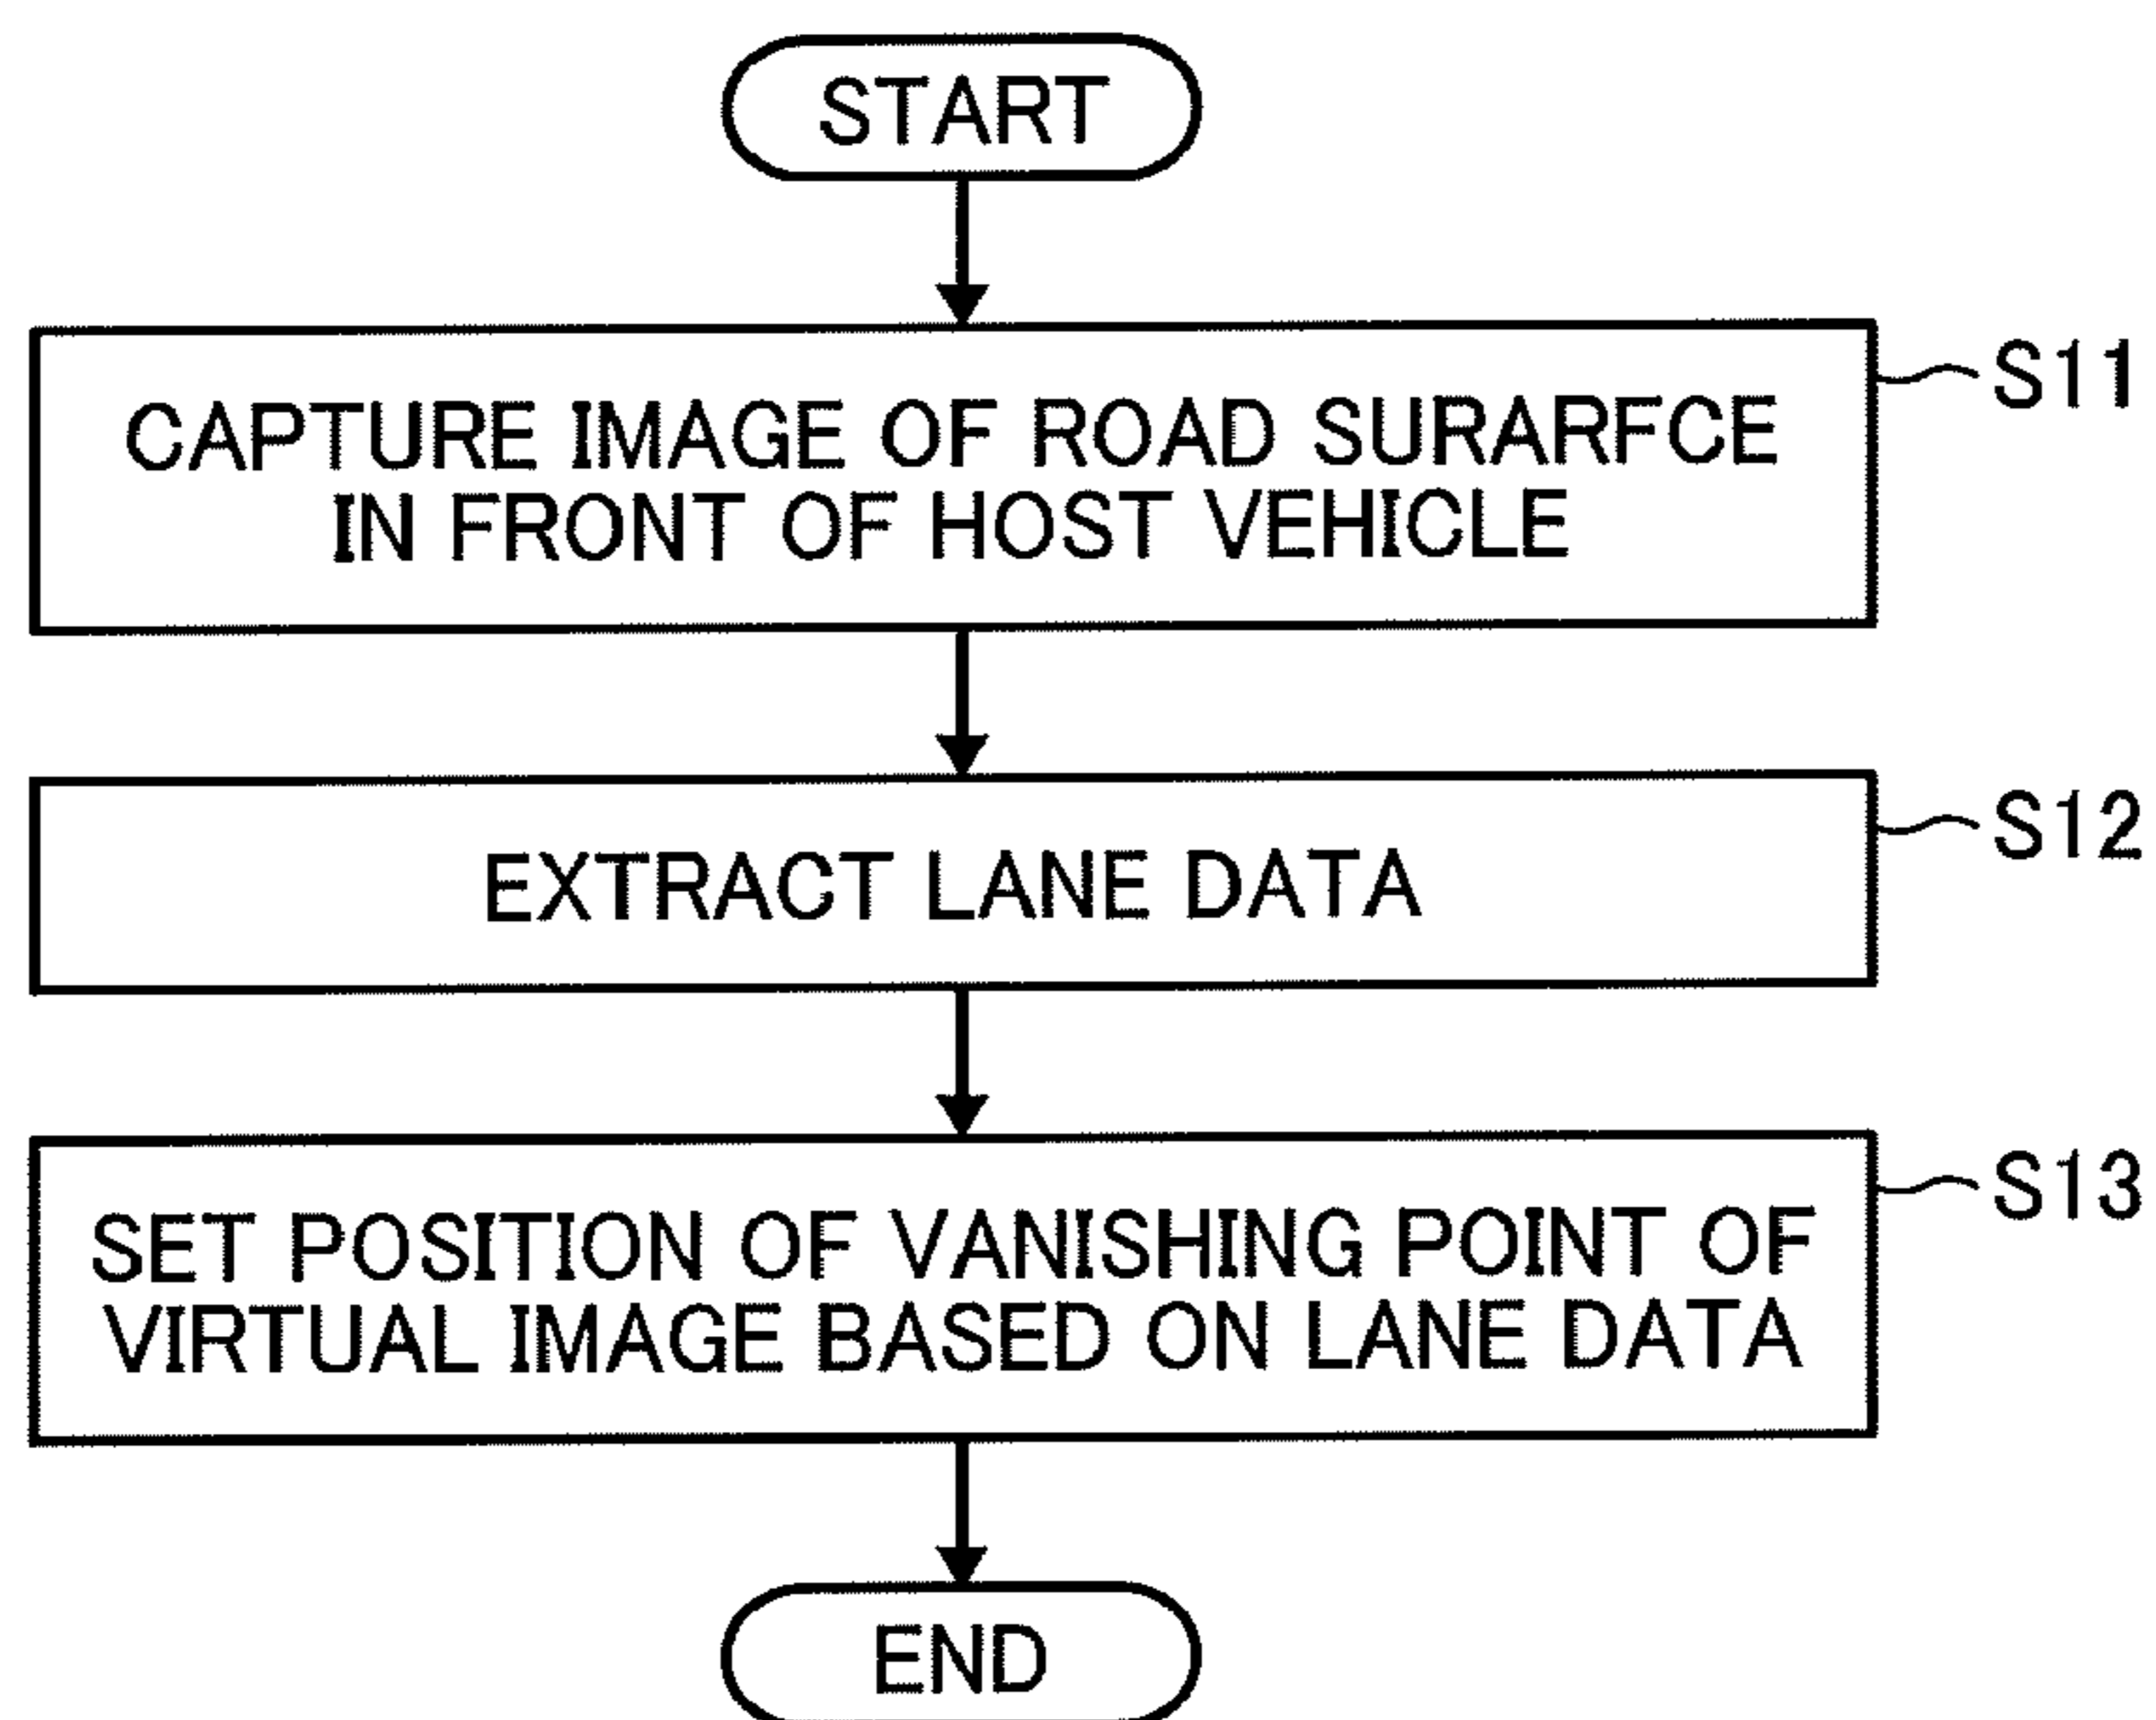 START
CAPTURE IMAGE OF ROAD SURARFCE
IN FRONT OF HOST VEHICLE
S11
EXTRACT LANE DATA
S12
SET POSITION OF VANISHING POINT OF
VIRTUAL IMAGE BASED ON LANE DATA
S13
END